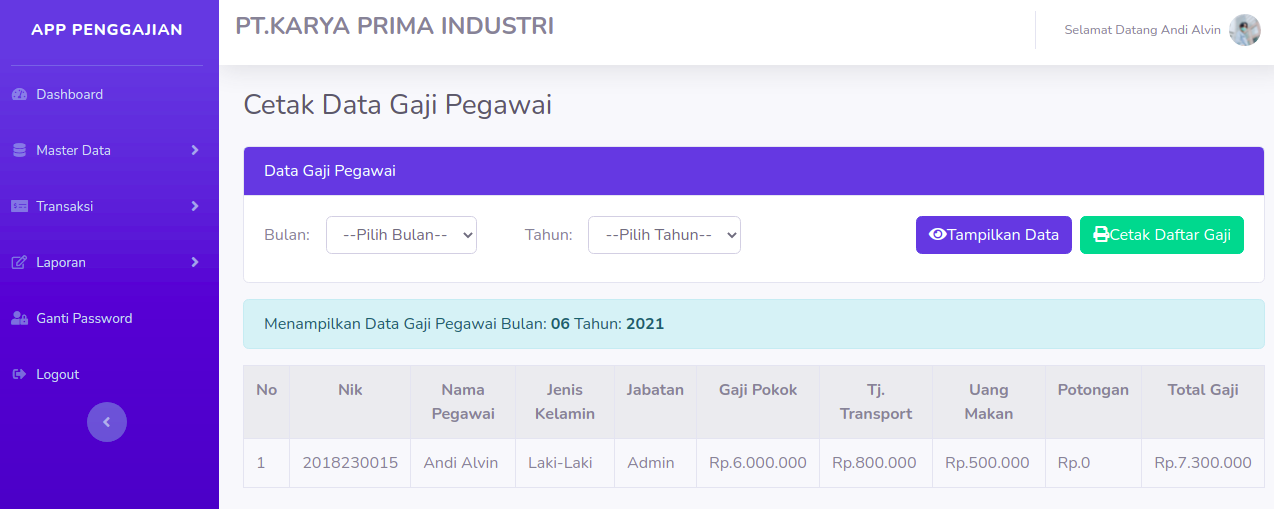 APP PENGGAJIAN
PT.KARYA PRIMA INDUSTRI
Selamat Datang Andi Alvin
Dashboard
Master Data
Transaksi
Laporan
Ganti Password
Logout
Cetak Data Gaji Pegawai
Data Gaji Pegawai
Bulan: --Pilih Bulan-- Tahun: --Pilih Tahun-- Tampilkan Data Cetak Daftar Gaji
Menampilkan Data Gaji Pegawai Bulan: 06 Tahun: 2021
No Nik Nama Pegawai Jenis Kelamin Jabatan Gaji Pokok Tj. Transport Uang Makan Potongan Total Gaji
1 2018230015 Andi Alvin Laki-Laki Admin Rp.6.000.000 Rp.800.000 Rp.500.000 Rp.0 Rp.7.300.000